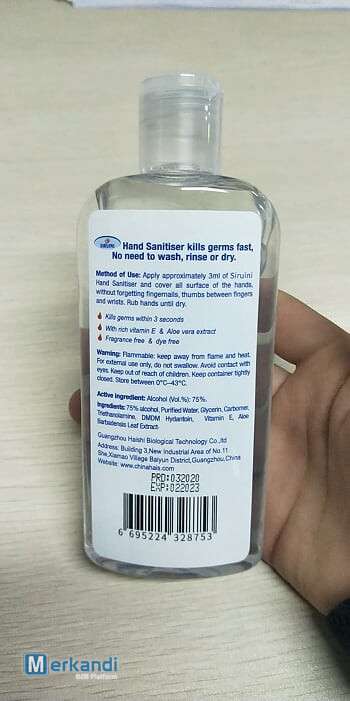 SIRUINI
Hand Sanitiser kills germs fast,
No need to wash, rinse or dry.
Method of Use: Apply approximately 3ml of Siruini
Hand Sanitiser and cover all surface of the hands,
without forgetting fingernails, thumbs between fingers
and wrists. Rub hands until dry.
Kills germs within 3 seconds
With rich vitamin E & Aloe vera extract
Fragrance free & dye free
Warning: Flammable: keep away from flame and heat.
For external use only, do not swallow. Avoid contact with
eyes. Keep out of reach of children. Keep container tightly
closed. Store between 0°C–43°C.
Active ingredient: Alcohol (Vol.%): 75%.
Ingredients: 75% alcohol, Purified Water, Glycerin, Carbomer,
Triethanolamine, DMDM Hydantoin, Vitamin E, Aloe
Barbadensis Leaf Extract.
Guangzhou Haishi Biological Technology Co.,ltd
Address: Building 3,New Industrial Area of No.11
She,Xiamao Village Baiyun District,Guangzhou,China
Website: www.chinahais.com
PRD:032020
EXP:022023
6 695224 328753
Merkandi
B2B Platform